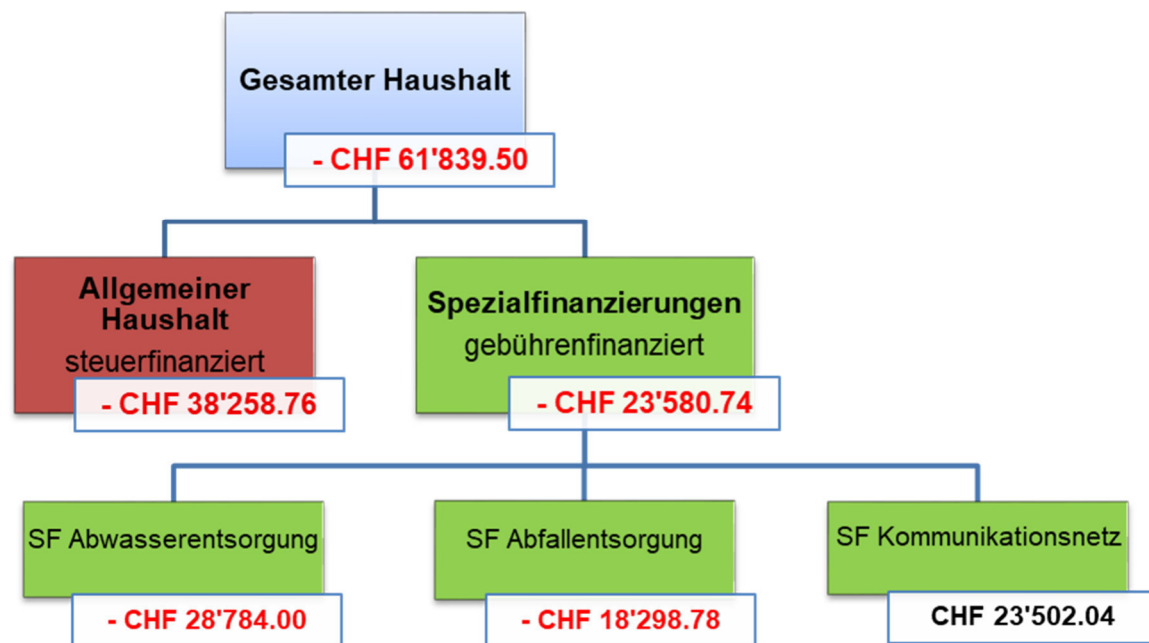 Gesamter Haushalt
- CHF 61'839.50
Allgemeiner
Haushalt
steuerfinanziert
- CHF 38'258.76
Spezialfinanzierungen
gebührenfinanziert
- CHF 23'580.74
SF Abwasserentsorgung
- CHF 28'784.00
SF Abfallentsorgung
- CHF 18'298.78
SF Kommunikationsnetz
CHF 23'502.04